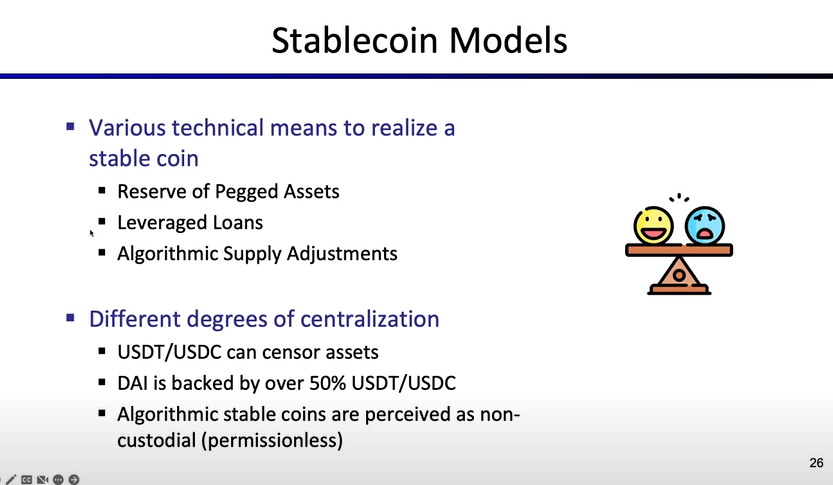 Stablecoin Models
Various technical means to realize a
stable coin
Reserve of Pegged Assets
Leveraged Loans
Algorithmic Supply Adjustments
Different degrees of centralization
USDT/USDC can censor assets
DAI is backed by over 50% USDT/USDC
Algorithmic stable coins are perceived as non-
custodial (permissionless)
26
CC